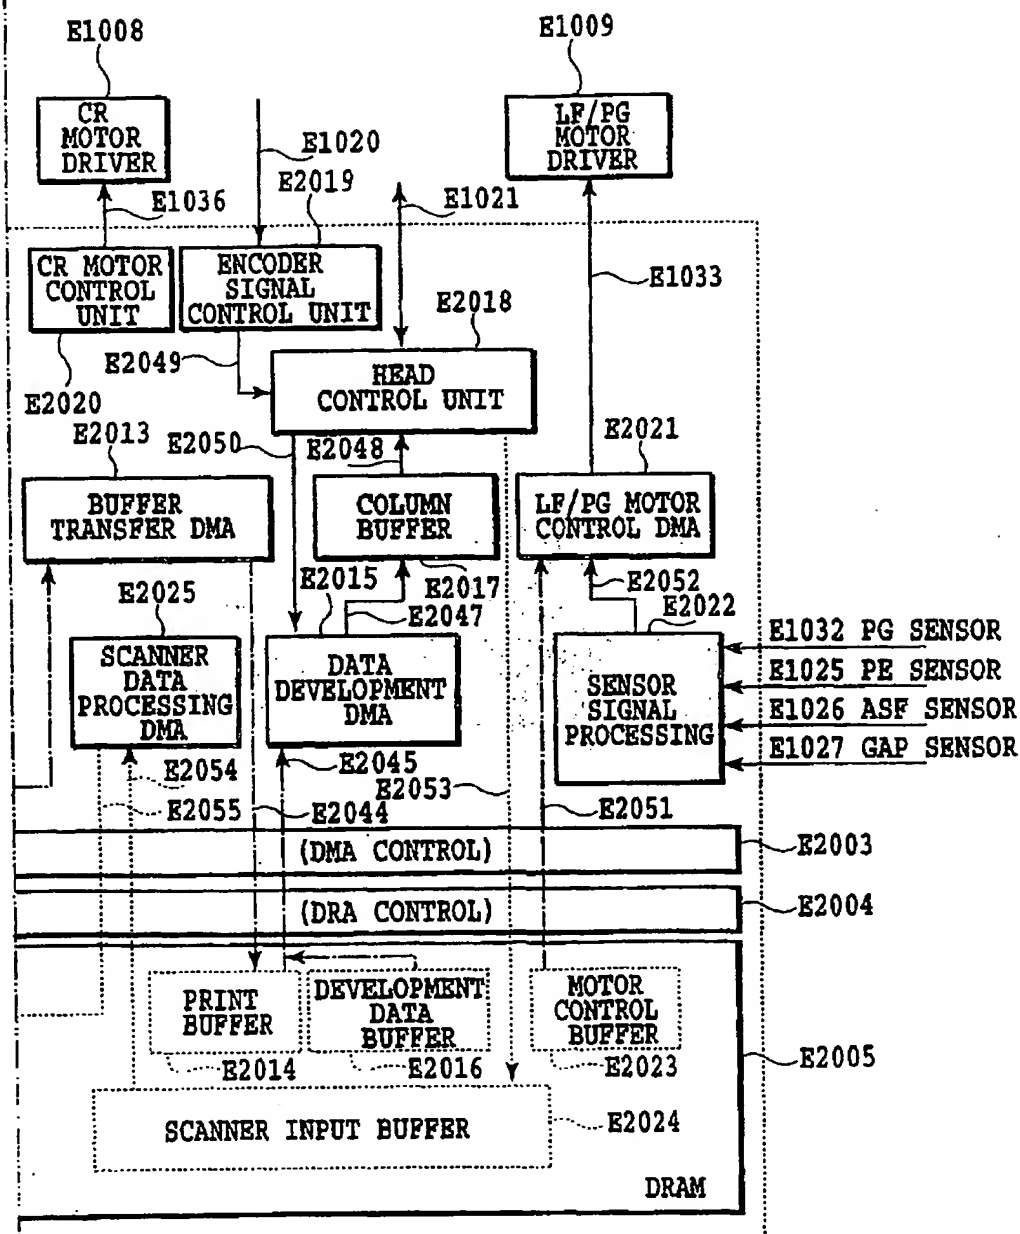 E1008
E1009
CR
MOTOR
DRIVER
LF/PG
MOTOR
DRIVER
E1020
E1036
E2019
E1021
CR MOTOR
CONTROL
UNIT
ENCODER
SIGNAL
CONTROL UNIT
E1033
E2018
E2049
HEAD
CONTROL UNIT
E2020
E2013
E2050
E2048
E2021
BUFFER
TRANSFER DMA
COLUMN
BUFFER
LF/PG MOTOR
CONTROL DMA
E2015
E2017
E2052
E2025
E2047
E2022
SCANNER
DATA
PROCESSING
DMA
DATA
DEVELOPMENT
DMA
SENSOR
SIGNAL
PROCESSING
E1032 PG SENSOR
E1025 PE SENSOR
E1026 ASF SENSOR
E1027 GAP SENSOR
E2054
E2045
E2053
E2055
E2044
E2051
(DMA CONTROL)
E2003
(DRA CONTROL)
E2004
PRINT
BUFFER
DEVELOPMENT
DATA
BUFFER
MOTOR
CONTROL
BUFFER
E2005
E2014
E2016
E2023
SCANNER INPUT BUFFER
E2024
DRAM